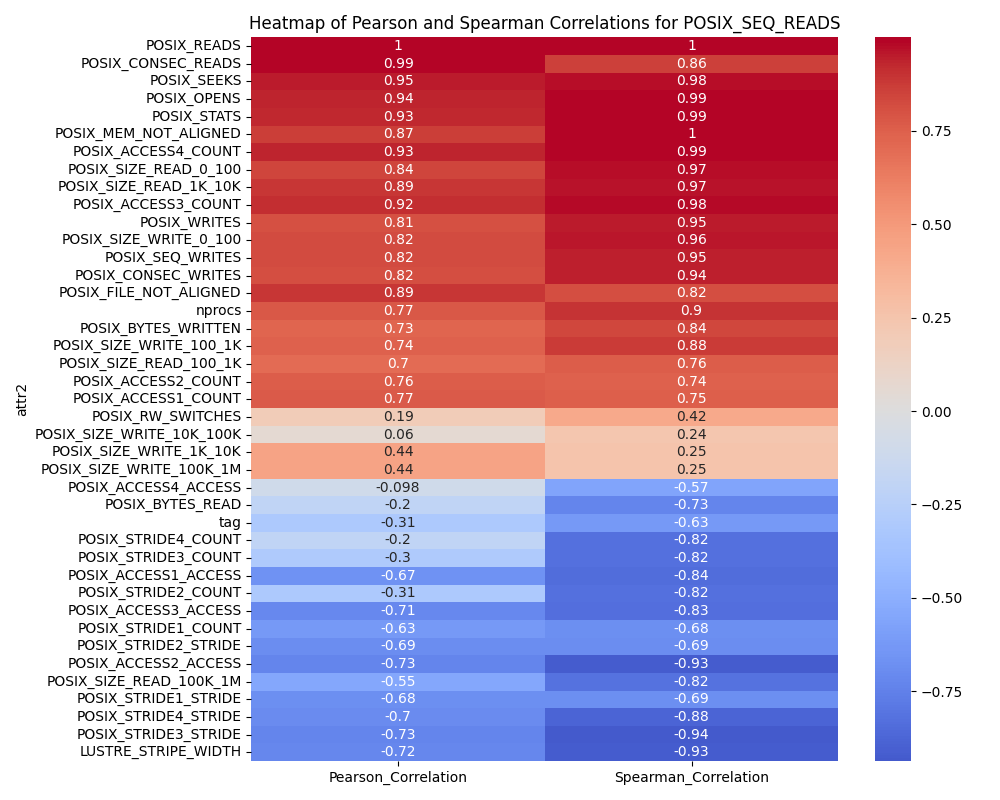 Heatmap of Pearson and Spearman Correlations for POSIX_SEQ_READS
attr2
POSIX_READS 1 1
POSIX_CONSEC_READS 0.99 0.86
POSIX_SEEKS 0.95 0.98
POSIX_OPENS 0.94 0.99
POSIX_STATS 0.93 0.99
POSIX_MEM_NOT_ALIGNED 0.87 1
POSIX_ACCESS4_COUNT 0.93 0.99
POSIX_SIZE_READ_0_100 0.84 0.97
POSIX_SIZE_READ_1K_10K 0.89 0.97
POSIX_ACCESS3_COUNT 0.92 0.98
POSIX_WRITES 0.81 0.95
POSIX_SIZE_WRITE_0_100 0.82 0.96
POSIX_SEQ_WRITES 0.82 0.95
POSIX_CONSEC_WRITES 0.82 0.94
POSIX_FILE_NOT_ALIGNED 0.89 0.82
nprocs 0.77 0.9
POSIX_BYTES_WRITTEN 0.73 0.84
POSIX_SIZE_WRITE_100_1K 0.74 0.88
POSIX_SIZE_READ_100_1K 0.7 0.76
POSIX_ACCESS2_COUNT 0.76 0.74
POSIX_ACCESS1_COUNT 0.77 0.75
POSIX_RW_SWITCHES 0.19 0.42
POSIX_SIZE_WRITE_10K_100K 0.06 0.24
POSIX_SIZE_WRITE_1K_10K 0.44 0.25
POSIX_SIZE_WRITE_100K_1M 0.44 0.25
POSIX_ACCESS4_ACCESS -0.098 -0.57
POSIX_BYTES_READ -0.2 -0.73
tag -0.31 -0.63
POSIX_STRIDE4_COUNT -0.2 -0.82
POSIX_STRIDE3_COUNT -0.3 -0.82
POSIX_ACCESS1_ACCESS -0.67 -0.84
POSIX_STRIDE2_COUNT -0.31 -0.82
POSIX_ACCESS3_ACCESS -0.71 -0.83
POSIX_STRIDE1_COUNT -0.63 -0.68
POSIX_STRIDE2_STRIDE -0.69 -0.69
POSIX_ACCESS2_ACCESS -0.73 -0.93
POSIX_SIZE_READ_100K_1M -0.55 -0.82
POSIX_STRIDE1_STRIDE -0.68 -0.69
POSIX_STRIDE4_STRIDE -0.7 -0.88
POSIX_STRIDE3_STRIDE -0.73 -0.94
LUSTRE_STRIPE_WIDTH -0.72 -0.93
Pearson_Correlation Spearman_Correlation
0.75
0.50
0.25
0.00
−0.25
−0.50
−0.75